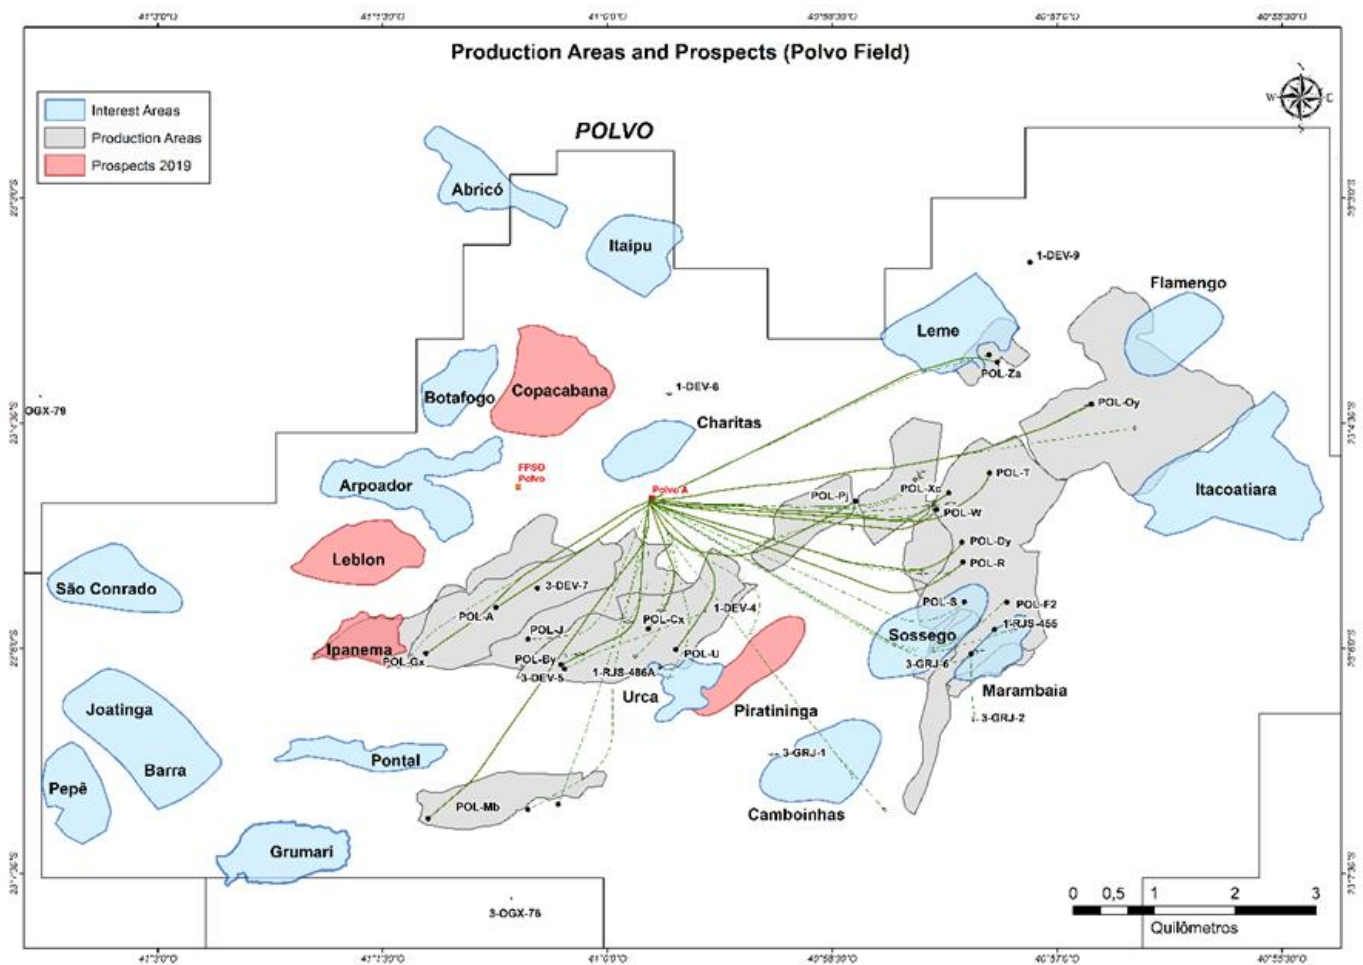 Production Areas and Prospects (Polvo Field)
Interest Areas
Production Areas
Prospects 2019
POLVO
W
Abricó
Itaipu
1-DEV-9
Flamengo
Leme
POL-Za
Botafogo
Copacabana
1-DEV-6
POL-Oy
OGX-79
Charitas
FPSO
Polvo
Arpoador
Polvo A
POL-T
POL-Pj
POL-Xc
Itacoatiara
POL-W
POL-Dy
Leblon
POL-R
São Conrado
3-DEV-7
POL-A
1-DEV-4
POL-S
POL-F2
POL-J
POL-Cx
1-RJS-455
Sossego
Ipanema
POL-Gx
POL-By
POL-U
3-GRJ-6
3-DEV-5
1-RJS-486A
Urca
Marambaia
Joatinga
Piratininga
3-GRJ-2
Pontal
3-GRJ-1
Barra
Pepê
POL-Mb
Camboinhas
Grumari
3-OGX-76
0 0,5 1 2 3
Quilômetros